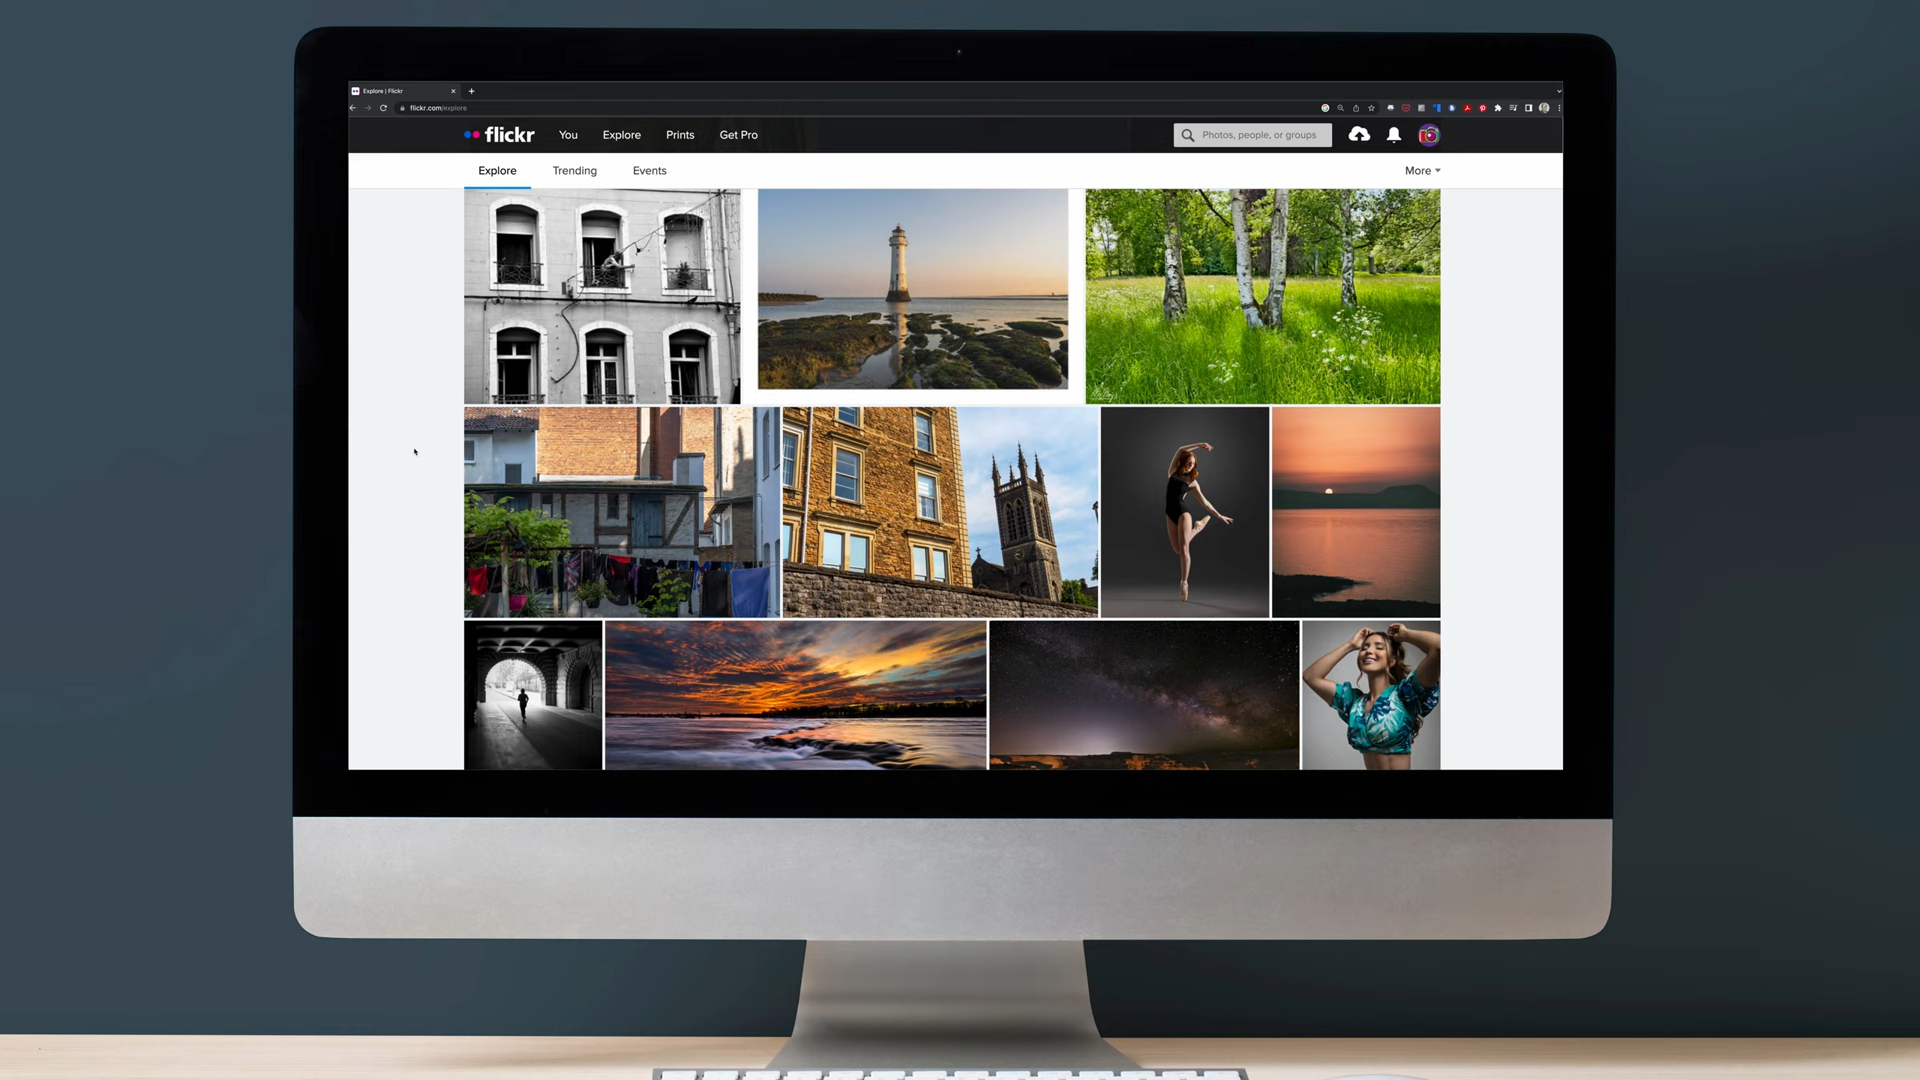 Explore | Flickr
flickr.com/explore
flickr You Explore Prints Get Pro Photos, people, or groups
Explore Trending Events More